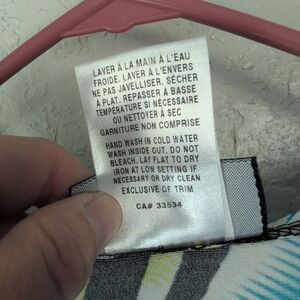 LAVER À LA MAIN À L'EAU
FROIDE. LAVER À L'ENVERS
NE PAS JAVELLISER. SÉCHER
À PLAT. REPASSER À BASSE
TEMPÉRATURE SI NÉCESSAIRE
OU NETTOYER À SEC
GARNITURE NON COMPRISE
HAND WASH IN COLD WATER
WASH INSIDE OUT. DO NOT
BLEACH. LAY FLAT TO DRY
IRON AT LOW SETTING IF
NECESSARY OR DRY CLEAN
EXCLUSIVE OF TRIM
CA# 33534